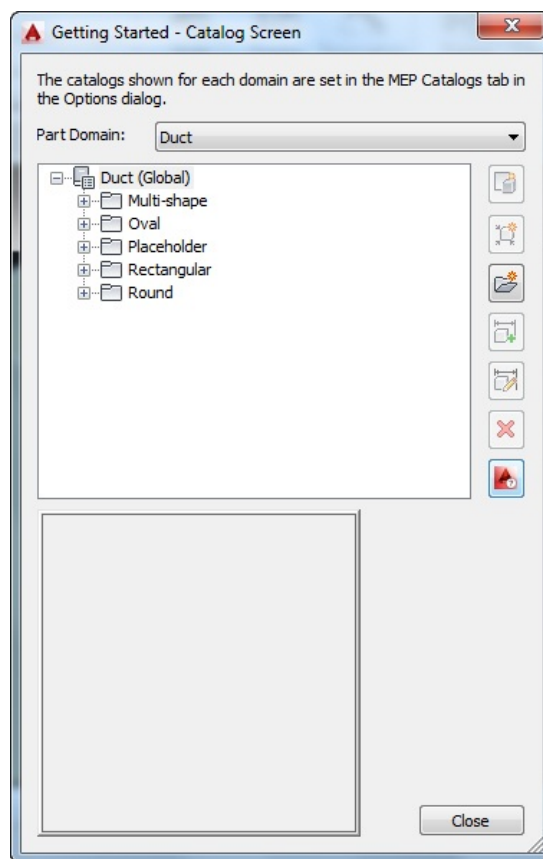 Getting Started - Catalog Screen
The catalogs shown for each domain are set in the MEP Catalogs tab in
the Options dialog.
Part Domain: Duct
Duct (Global)
Multi-shape
Oval
Placeholder
Rectangular
Round
Close